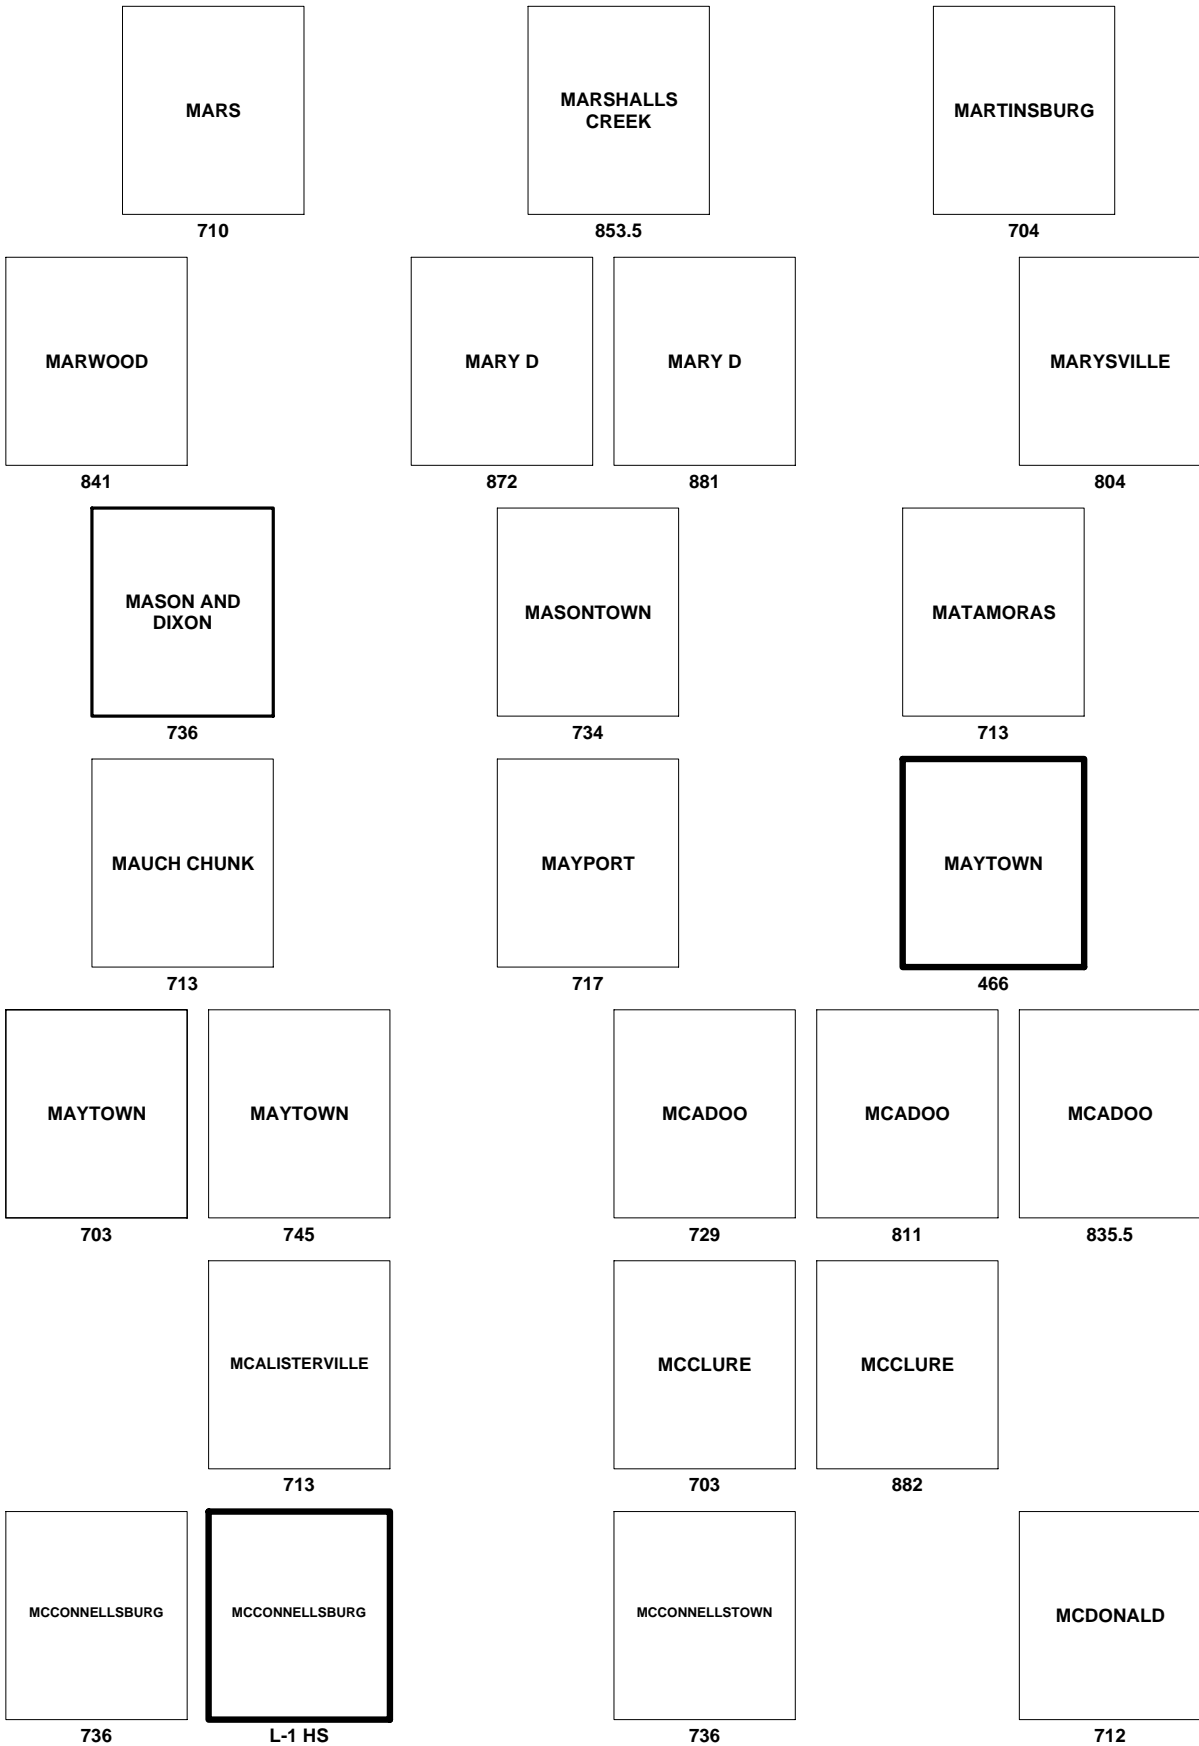 MARS
710
MARSHALLS
CREEK
853.5
MARTINSBURG
704
MARWOOD
841
MARY D
872
MARY D
881
MARYSVILLE
804
MASON AND
DIXON
736
MASONTOWN
734
MATAMORAS
713
MAUCH CHUNK
713
MAYPORT
717
MAYTOWN
466
MAYTOWN
703
MAYTOWN
745
MCADOO
729
MCADOO
811
MCADOO
835.5
MCALISTERVILLE
713
MCCLURE
703
MCCLURE
882
MCCONNELLSBURG
736
MCCONNELLSBURG
L-1 HS
MCCONNELLSTOWN
736
MCDONALD
712